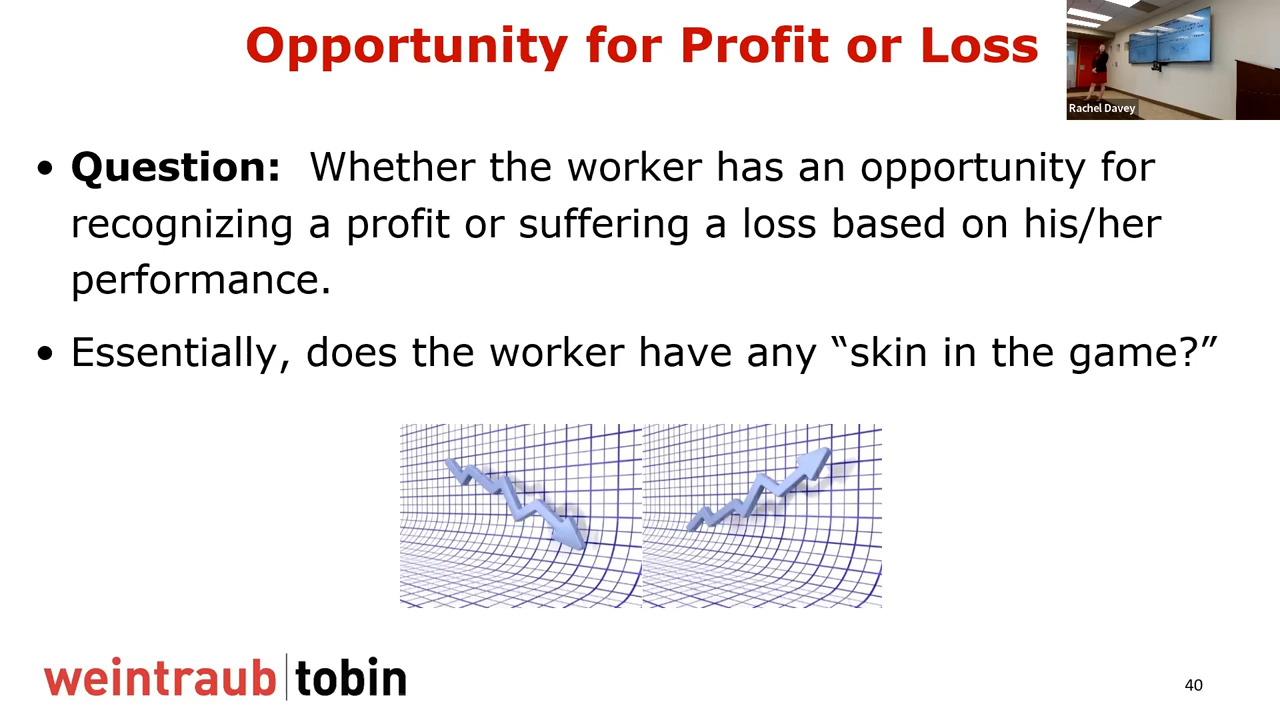 Opportunity for Profit or Loss
Rachel Davey
• Question: Whether the worker has an opportunity for
recognizing a profit or suffering a loss based on his/her
performance.
• Essentially, does the worker have any “skin in the game?”
weintraub|tobin
40